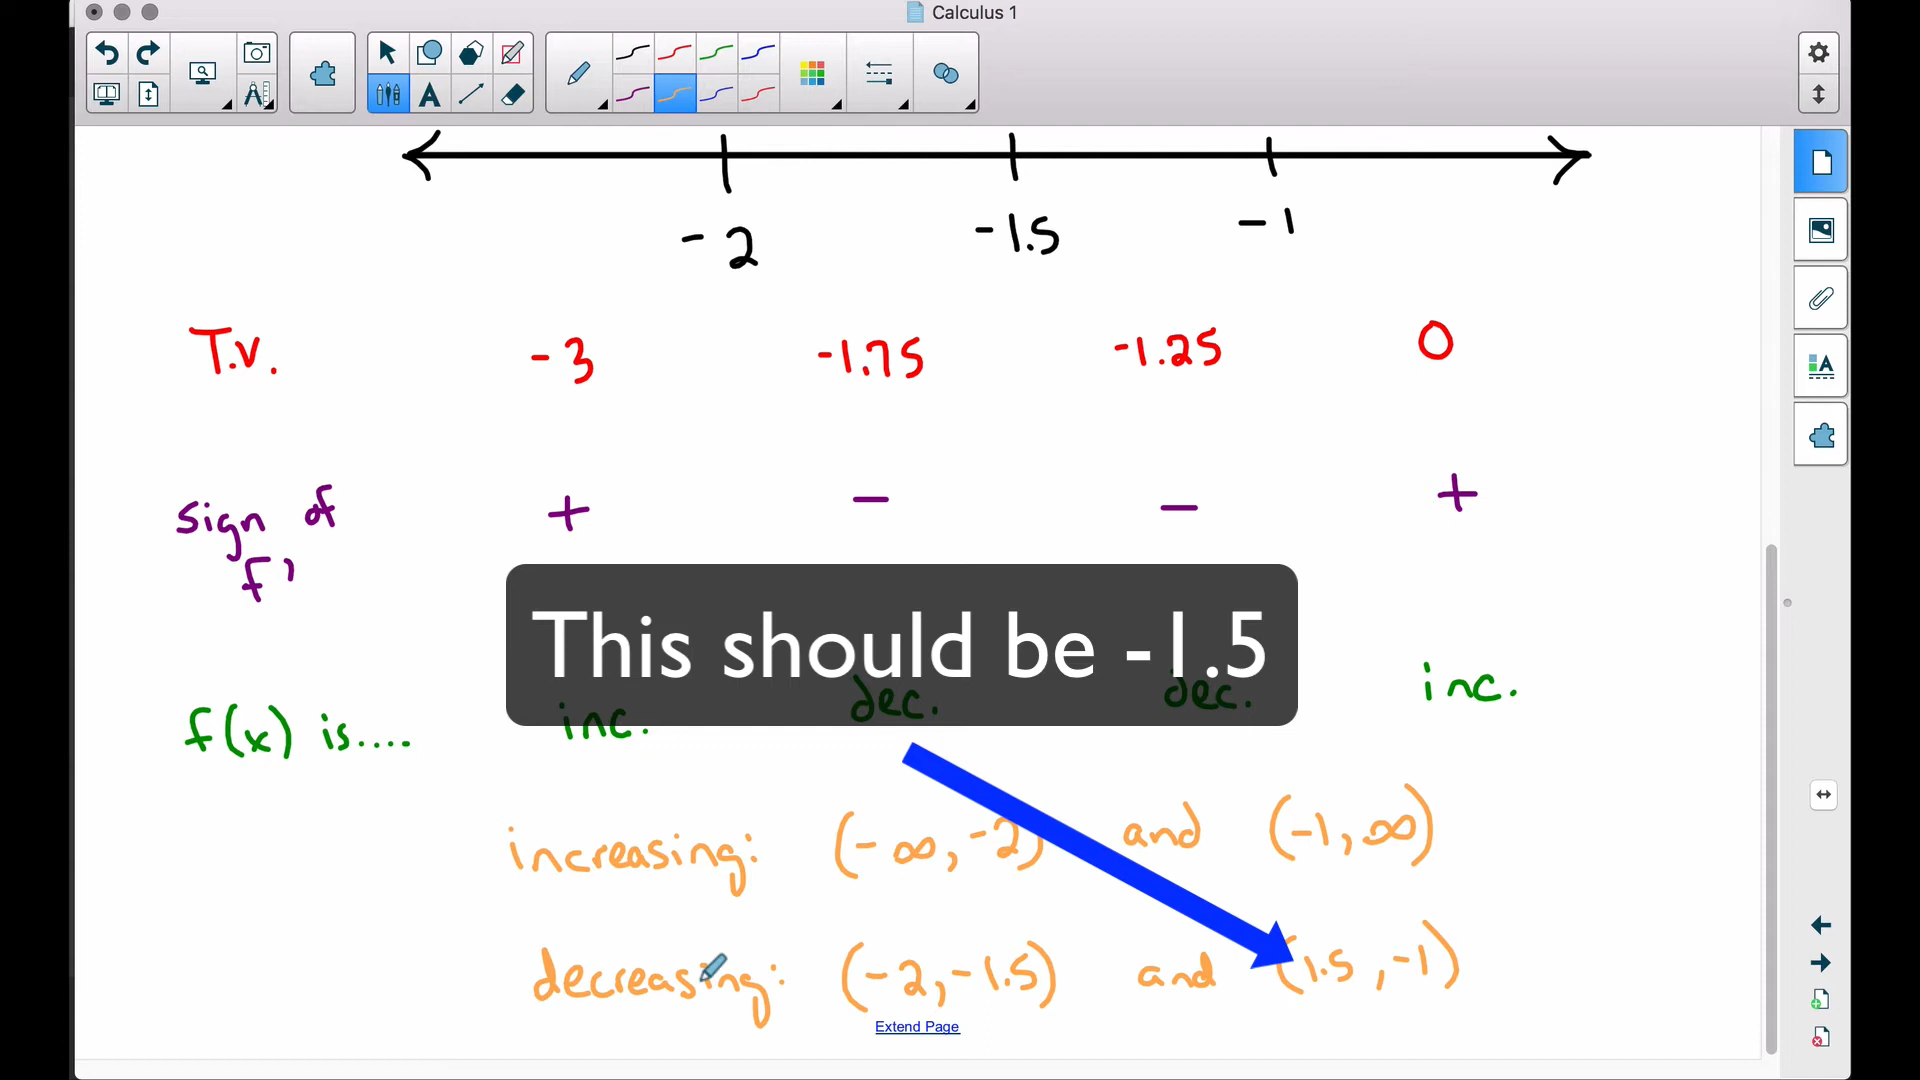 Calculus 1
-2 -1.5 -1
T.V. -3 -1.75 -1.25 0
sign of + - - +
f'
This should be -1.5
f(x) is.... inc. dec. dec. inc.
increasing: (-∞, -2) and (-1, ∞)
decreasing: (-2, -1.5) and (1.5, -1)
Extend Page